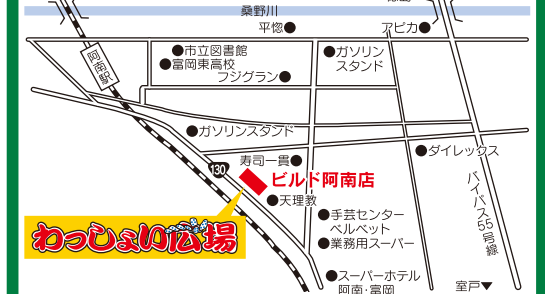 桑野川
平惣●
アピカ●
●市立図書館
●富岡東高校
フジグラン●
●ガソリン
スタンド
阿南駅
●ガソリンスタンド
●ダイレックス
寿司一貫●
130
ビルド阿南店
●天理教
バイパス55号線
●手芸センター
ベルベット
●業務用スーパー
わっしょい広場
●スーパーホテル
阿南・富岡
室戸▼